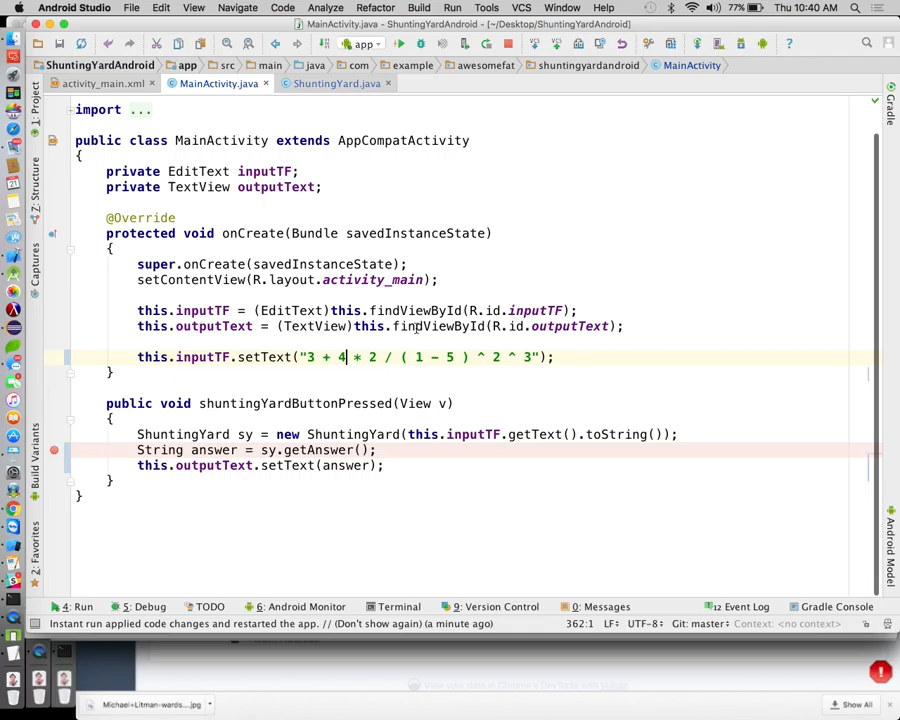 Android Studio File Edit View Navigate Code Analyze Refactor Build Run Tools VCS Window Help 77% Thu 10:40 AM
MainActivity.java - ShuntingYardAndroid - [~/Desktop/ShuntingYardAndroid]
app
ShuntingYardAndroid app src main java com example awesomefat shuntingyardandroid MainActivity
activity_main.xml × MainActivity.java × ShuntingYard.java ×
1: Project
Z: Structure
Captures
Build Variants
2: Favorites
Gradle
Android Model
import ...
public class MainActivity extends AppCompatActivity
{
private EditText inputTF;
private TextView outputText;
@Override
protected void onCreate(Bundle savedInstanceState)
{
super.onCreate(savedInstanceState);
setContentView(R.layout.activity_main);
this.inputTF = (EditText)this.findViewById(R.id.inputTF);
this.outputText = (TextView)this.findViewById(R.id.outputText);
this.inputTF.setText("3 + 4 * 2 / ( 1 - 5 ) ^ 2 ^ 3");
}
public void shuntingYardButtonPressed(View v)
{
ShuntingYard sy = new ShuntingYard(this.inputTF.getText().toString());
String answer = sy.getAnswer();
this.outputText.setText(answer);
}
}
4: Run 5: Debug TODO 6: Android Monitor Terminal 9: Version Control 0: Messages Event Log Gradle Console
Instant run applied code changes and restarted the app. // (Don't show again) (a minute ago) 362:1 LF÷ UTF-8÷ Git: master÷ Context: <no context>
Michael+Litman-wards....jpg Show All